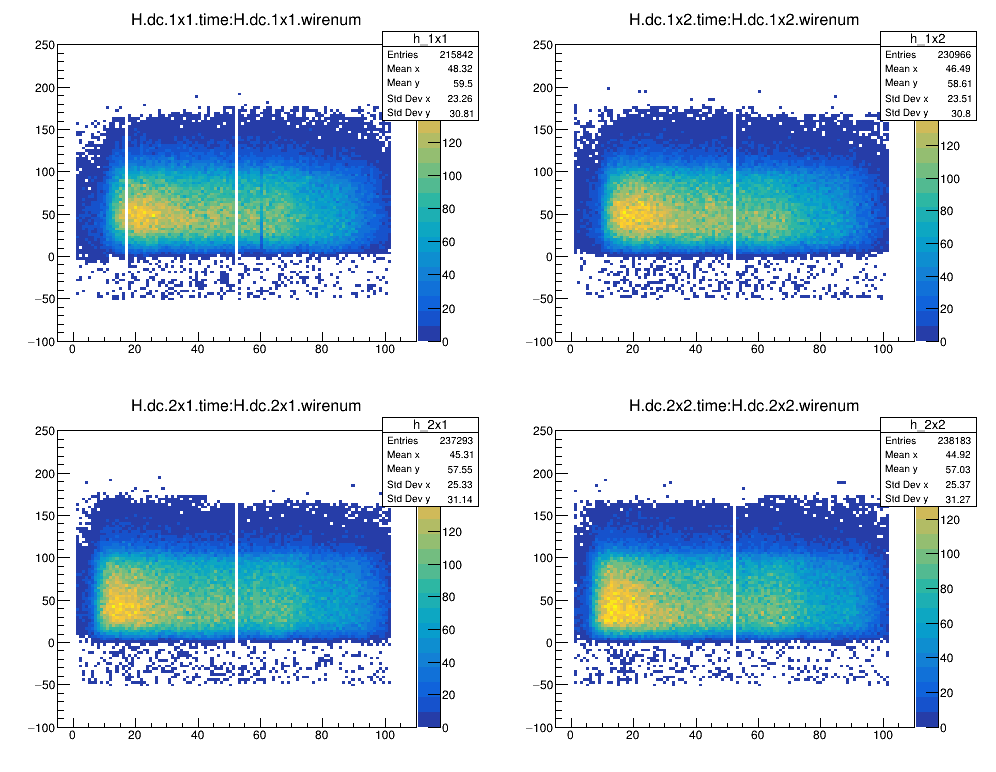 H.dc.1x1.time:H.dc.1x1.wirenum
h_1x1
Entries 215842
Mean x 48.32
Mean y 59.5
Std Dev x 23.26
Std Dev y 30.81
250
200
150
100
50
0
−50
−100
0 20 40 60 80 100
120
100
80
60
40
20
0
H.dc.1x2.time:H.dc.1x2.wirenum
h_1x2
Entries 230966
Mean x 46.49
Mean y 58.61
Std Dev x 23.51
Std Dev y 30.8
250
200
150
100
50
0
−50
−100
0 20 40 60 80 100
120
100
80
60
40
20
0
H.dc.2x1.time:H.dc.2x1.wirenum
h_2x1
Entries 237293
Mean x 45.31
Mean y 57.55
Std Dev x 25.33
Std Dev y 31.14
250
200
150
100
50
0
−50
−100
0 20 40 60 80 100
120
100
80
60
40
20
0
H.dc.2x2.time:H.dc.2x2.wirenum
h_2x2
Entries 238183
Mean x 44.92
Mean y 57.03
Std Dev x 25.37
Std Dev y 31.27
250
200
150
100
50
0
−50
−100
0 20 40 60 80 100
120
100
80
60
40
20
0